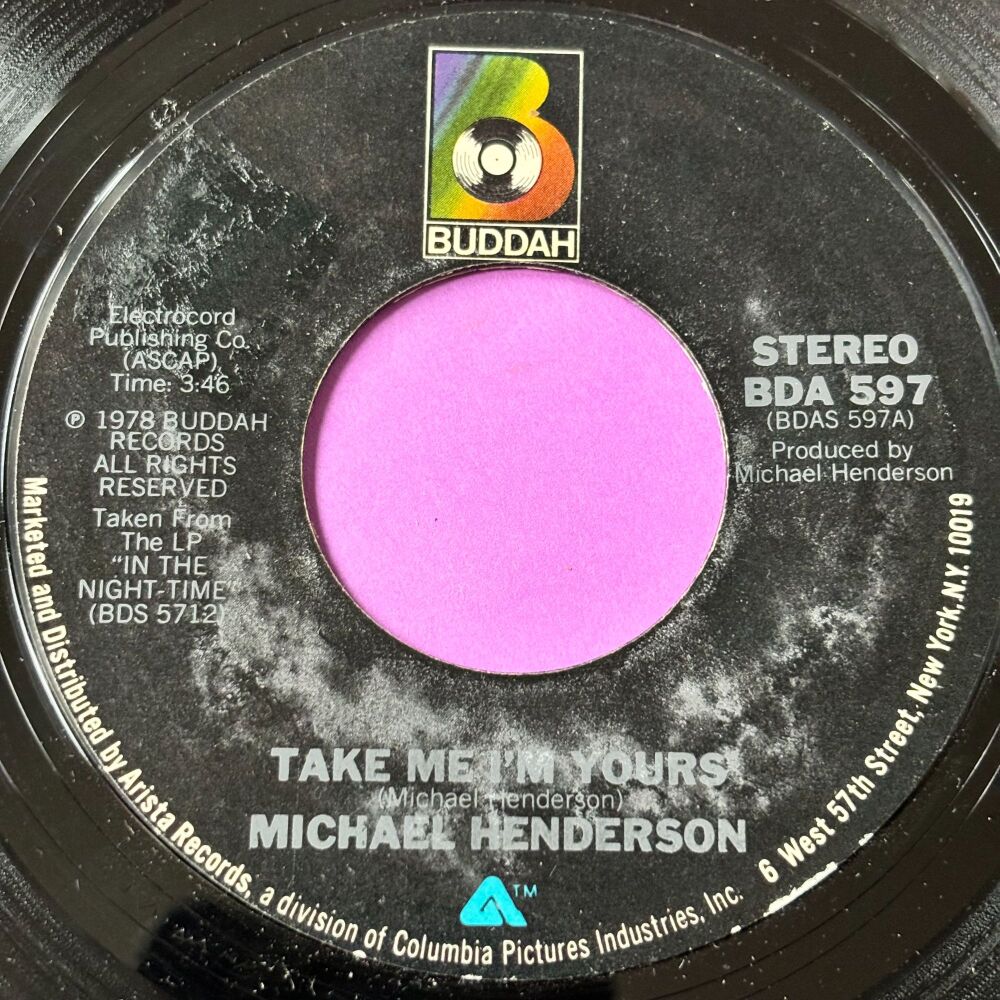 BUDDAH
Electrocord
Publishing Co.
(ASCAP)
Time: 3:46
℗ 1978 BUDDAH
RECORDS
ALL RIGHTS
RESERVED
Taken From
The LP
"IN THE
NIGHT-TIME"
(BDS 5712)
STEREO
BDA 597
(BDAS 597A)
Produced by
Michael Henderson
TAKE ME I'M YOURS
(Michael Henderson)
MICHAEL HENDERSON
TM
Marketed and Distributed by Arista Records, a division of Columbia Pictures Industries, Inc. 6 West 57th Street, New York, N.Y. 10019